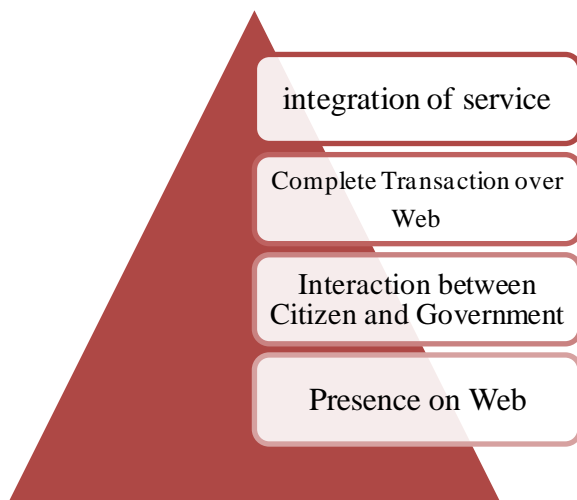 integration of service
Complete Transaction over
Web
Interaction between
Citizen and Government
Presence on Web